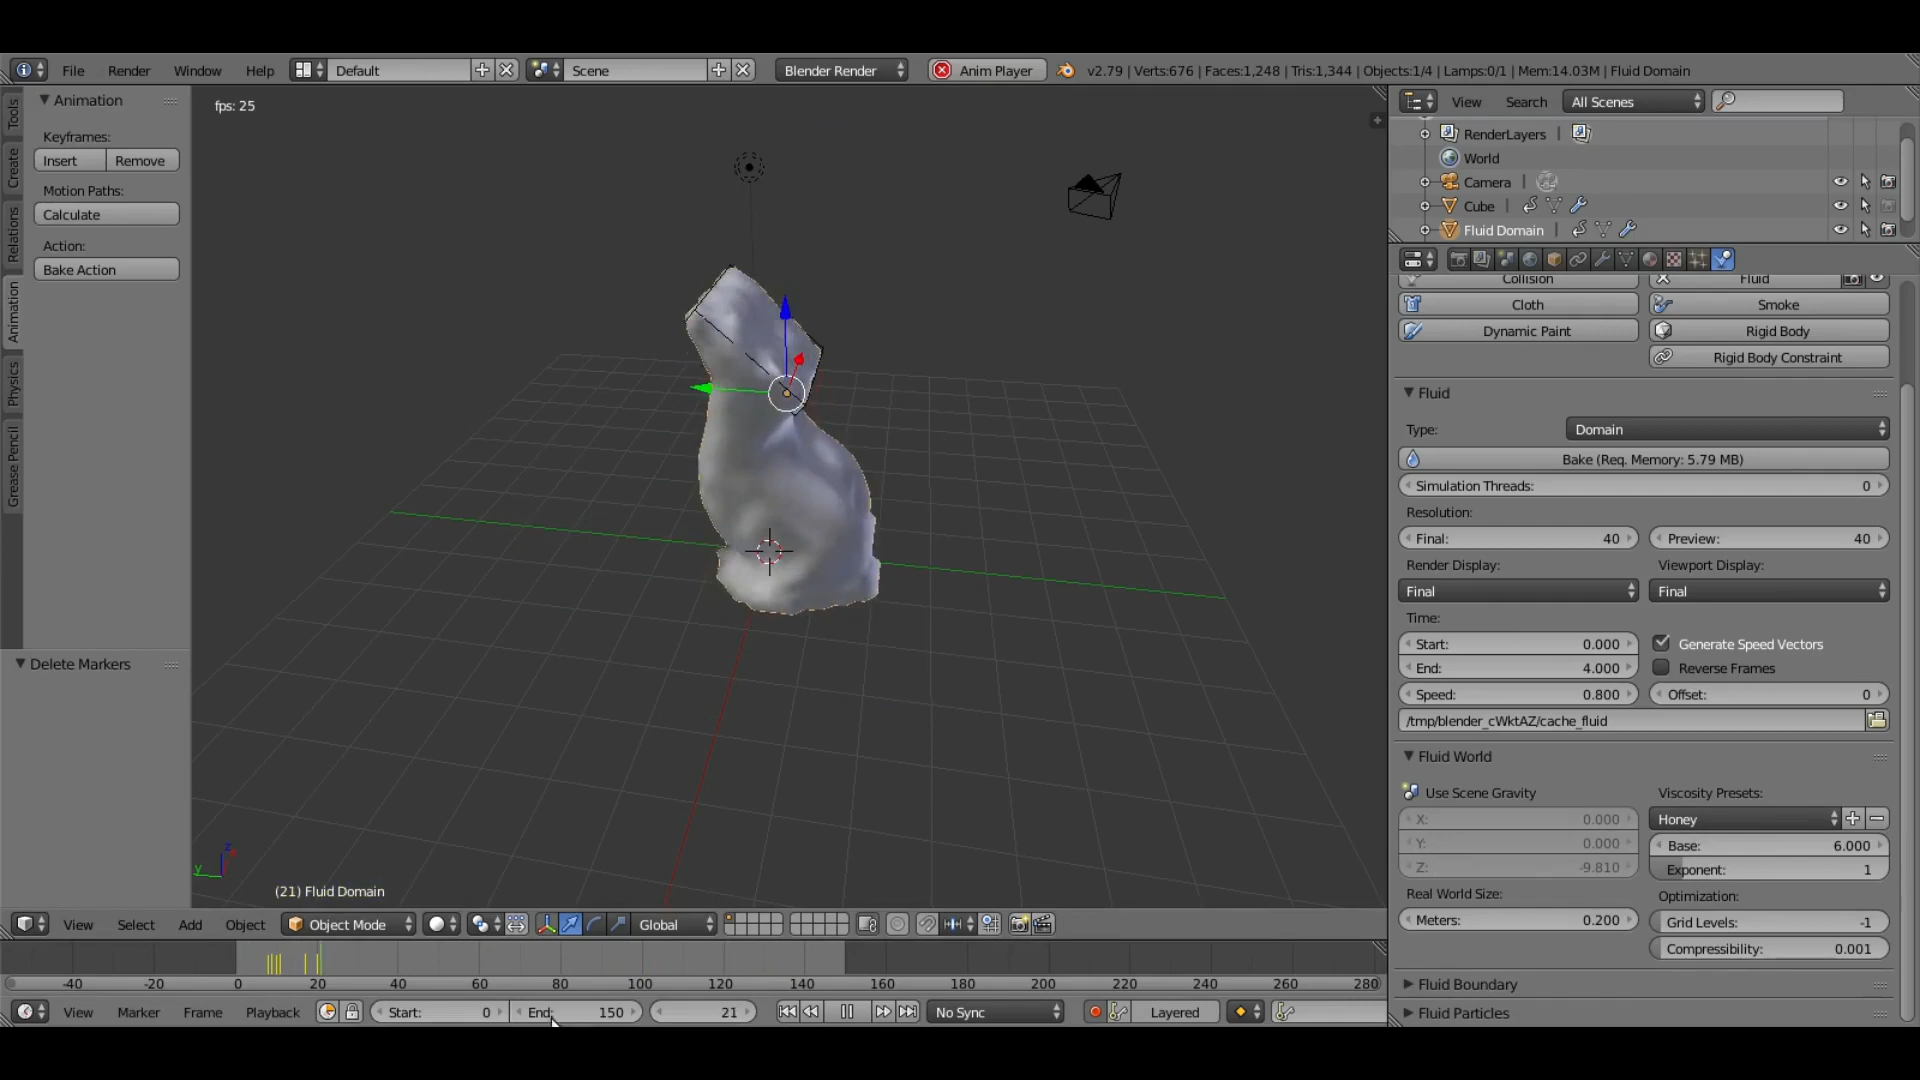 File Render Window Help Default Scene Blender Render Anim Player v2.79 | Verts:676 | Faces:1,248 | Tris:1,344 | Objects:1/4 | Lamps:0/1 | Mem:14.03M | Fluid Domain
Tools
Create
Relations
Animation
Physics
Grease Pencil
Animation
Keyframes:
Insert Remove
Motion Paths:
Calculate
Action:
Bake Action
Delete Markers
fps: 25
z
y
(21) Fluid Domain
View Search All Scenes
RenderLayers
World
Camera
Cube
Fluid Domain
Collision Fluid
Cloth Smoke
Dynamic Paint Rigid Body
Rigid Body Constraint
Fluid
Type: Domain
Bake (Req. Memory: 5.79 MB)
Simulation Threads: 0
Resolution:
Final: 40 Preview: 40
Render Display: Viewport Display:
Final Final
Time:
Start: 0.000 Generate Speed Vectors
End: 4.000 Reverse Frames
Speed: 0.800 Offset: 0
/tmp/blender_cWktAZ/cache_fluid
Fluid World
Use Scene Gravity Viscosity Presets:
X: 0.000 Honey
Y: 0.000 Base: 6.000
Z: -9.810 Exponent: 1
Real World Size: Optimization:
Meters: 0.200 Grid Levels: -1
Compressibility: 0.001
Fluid Boundary
Fluid Particles
View Select Add Object Object Mode Global
-40 -20 0 20 40 60 80 100 120 140 160 180 200 220 240 260 280
View Marker Frame Playback Start: 0 End: 150 21 No Sync Layered